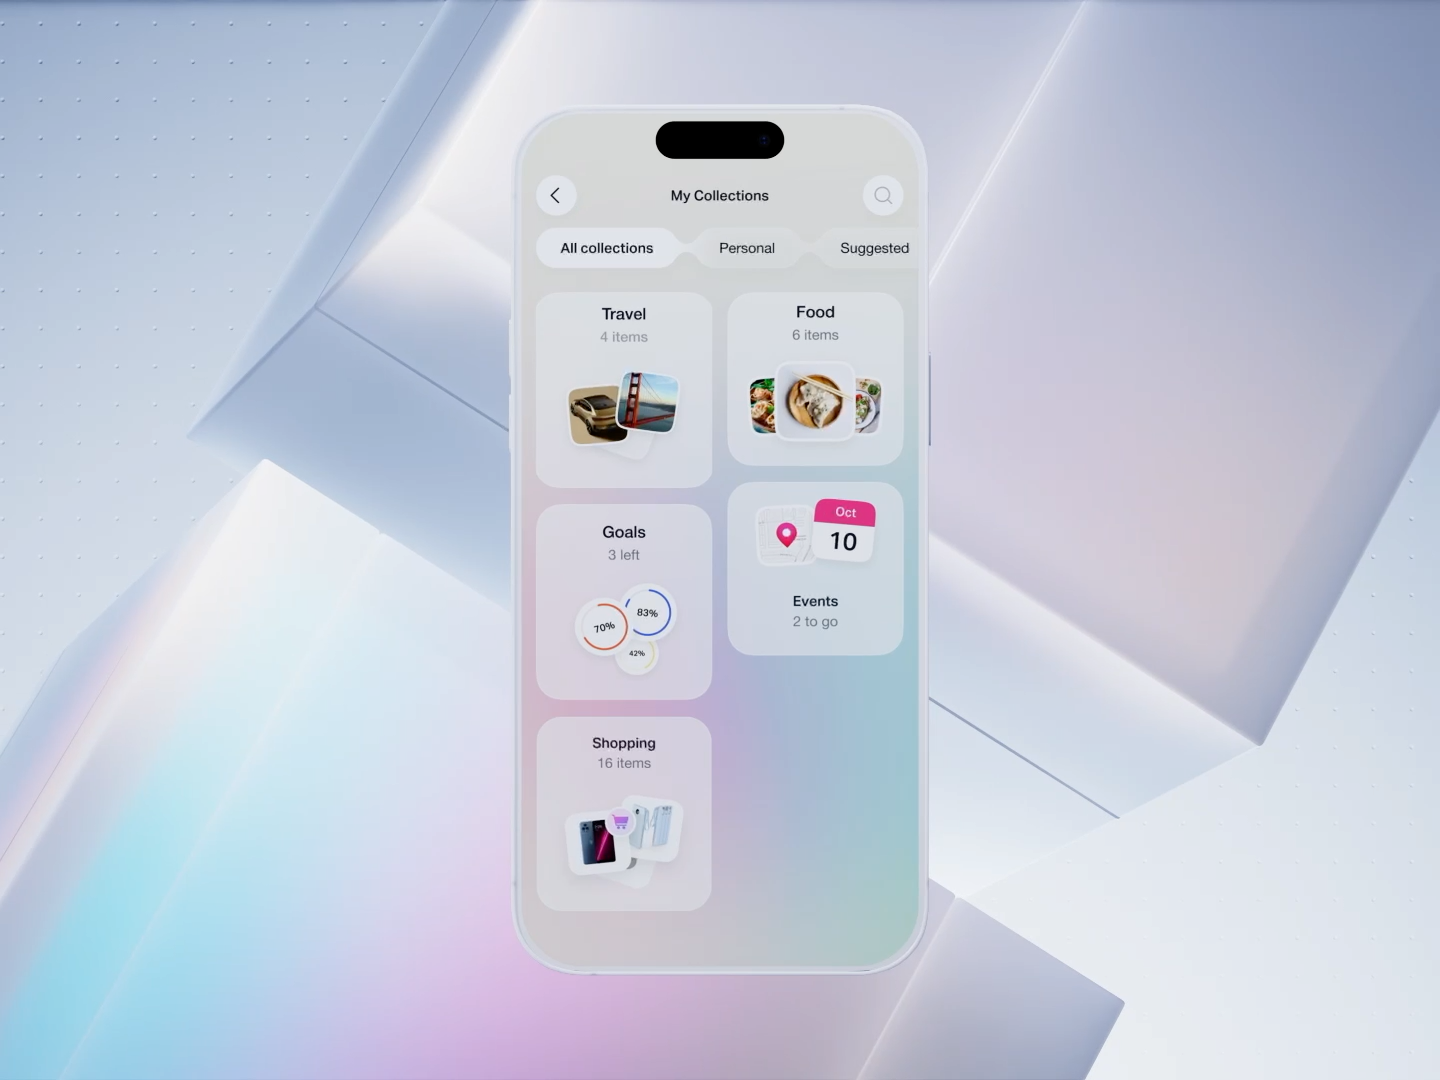 My Collections
All collections
Personal
Suggested
Travel
4 items
Food
6 items
Goals
3 left
70%
83%
42%
Oct
10
Events
2 to go
Shopping
16 items